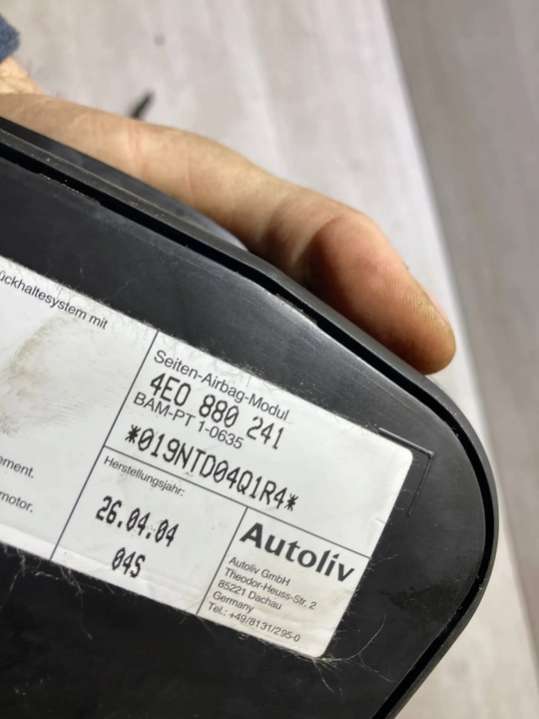 ückhaltesystem mit
ement.
motor.
Seiten-Airbag-Modul
4E0 880 241
BAM-PT 1-0635
*019NTD04Q1R4*
Herstellungsjahr:
26.04.04
04S
Autoliv
Autoliv GmbH
Theodor-Heuss-Str. 2
85221 Dachau
Germany
Tel.: +49/8131/295-0